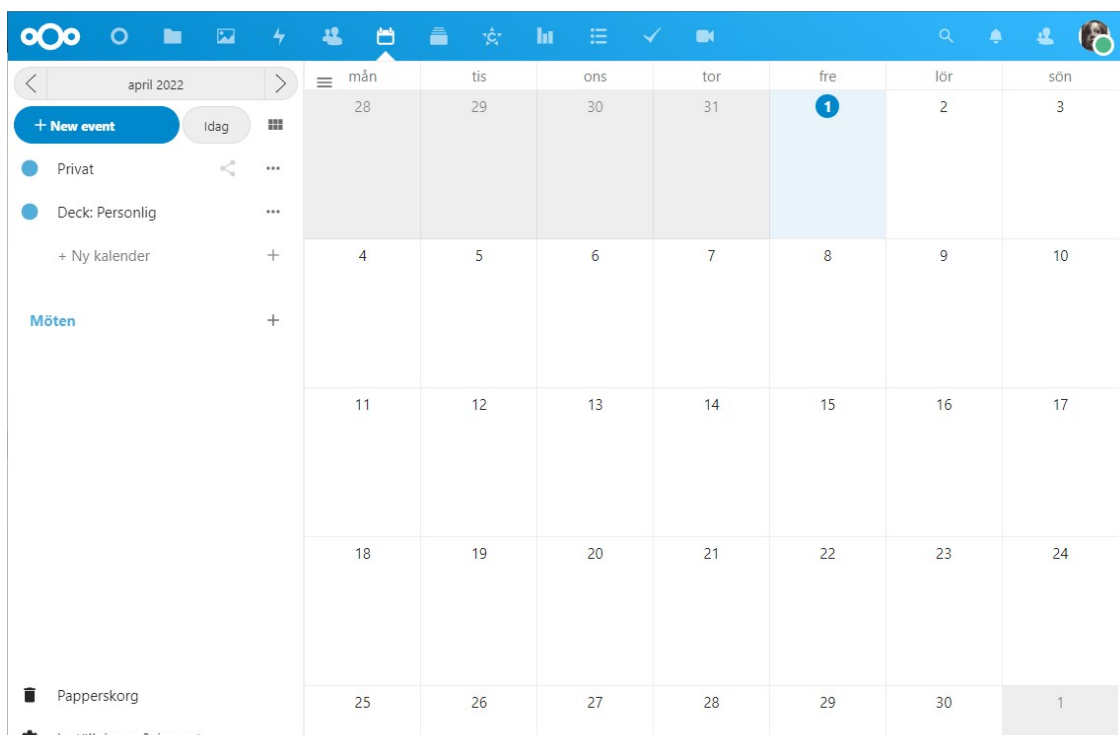 april 2022
+ New event
Idag
Privat
Deck: Personlig
+ Ny kalender
Möten
Papperskorg
mån tis ons tor fre lör sön
28 29 30 31 1 2 3
4 5 6 7 8 9 10
11 12 13 14 15 16 17
18 19 20 21 22 23 24
25 26 27 28 29 30 1